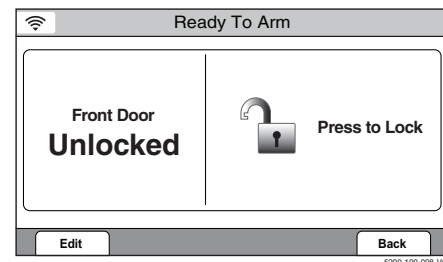 Ready To Arm
Front Door
Unlocked
Press to Lock
Edit
Back